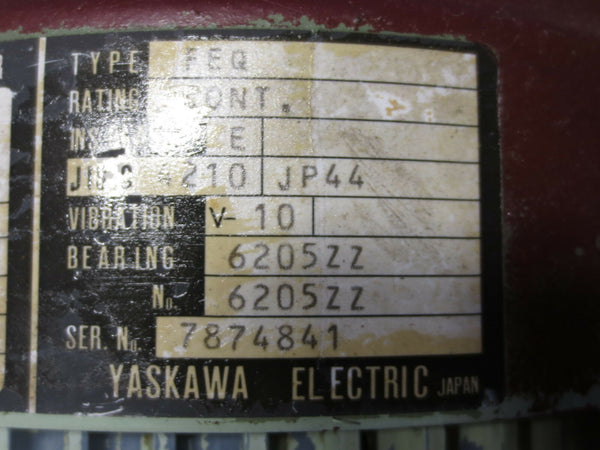 TYPE FEQ
RATING CONT.
INS E
JIS C 4210 JP44
VIBRATION V-10
BEARING 6205ZZ
No. 6205ZZ
SER. No. 7874841
YASKAWA ELECTRIC JAPAN